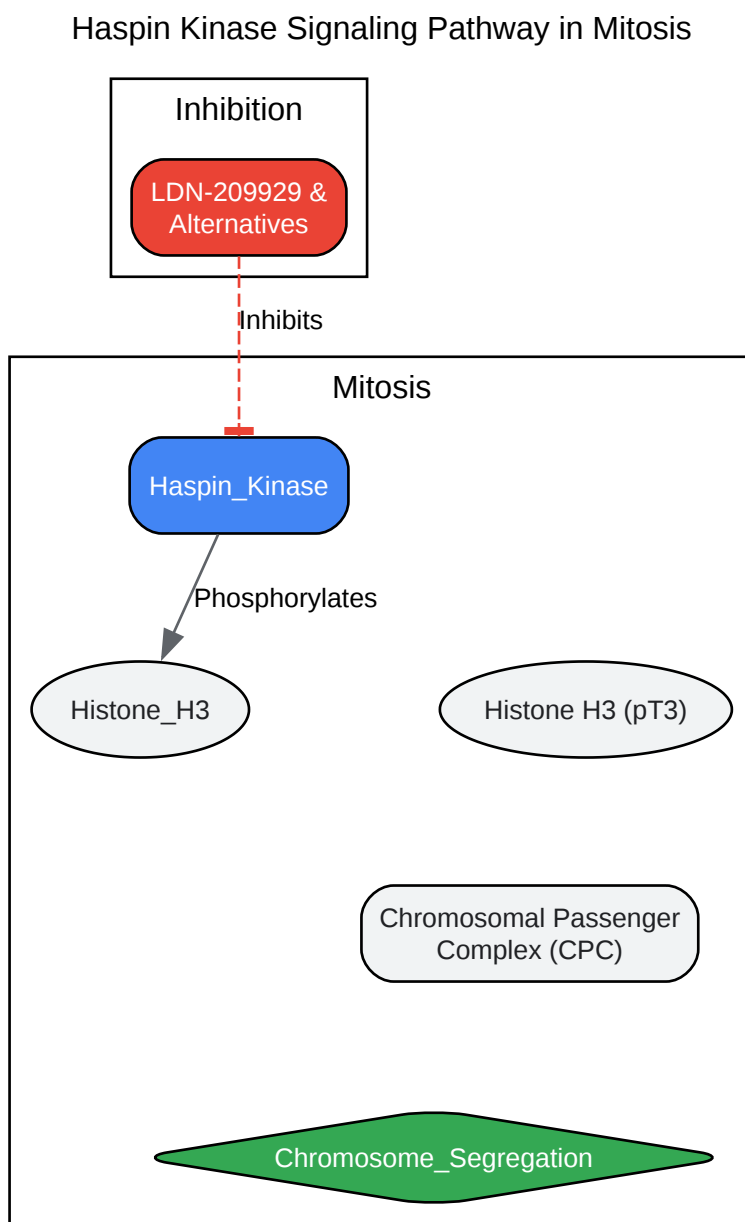 Haspin Kinase Signaling Pathway in Mitosis
Inhibition
LDN-209929 &
Alternatives
Inhibits
Mitosis
Haspin_Kinase
Phosphorylates
Histone_H3
Histone H3 (pT3)
Chromosomal Passenger
Complex (CPC)
Chromosome_Segregation